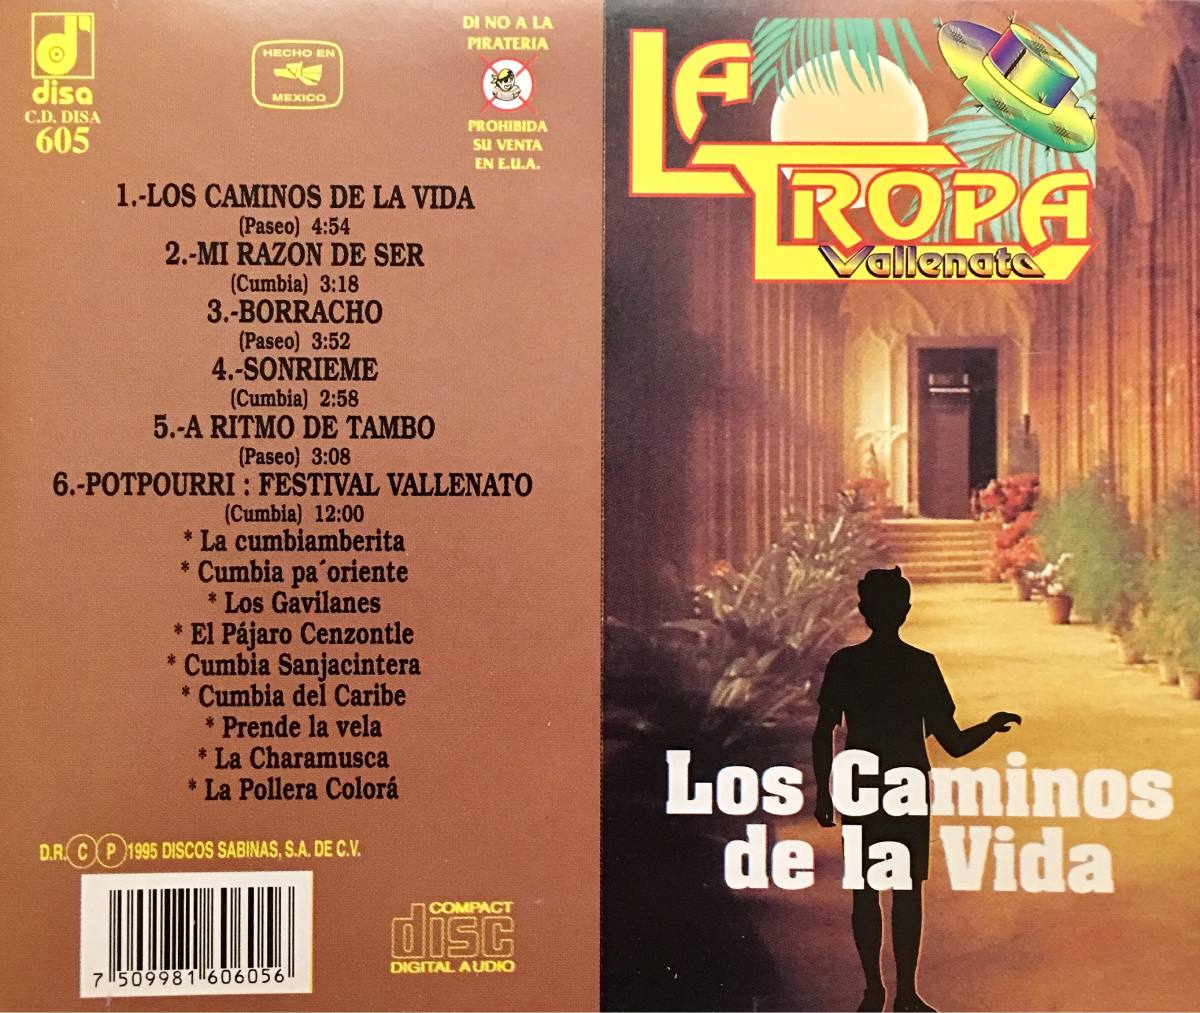 disa
C.D. DISA
605
HECHO EN
MEXICO
DI NO A LA
PIRATERIA
PROHIBIDA
SU VENTA
EN E.U.A.
1.-LOS CAMINOS DE LA VIDA
(Paseo) 4:54
2.-MI RAZON DE SER
(Cumbia) 3:18
3.-BORRACHO
(Paseo) 3:52
4.-SONRIEME
(Cumbia) 2:58
5.-A RITMO DE TAMBO
(Paseo) 3:08
6.-POTPOURRI : FESTIVAL VALLENATO
(Cumbia) 12:00
* La cumbiamberita
* Cumbia pa´oriente
* Los Gavilanes
* El Pájaro Cenzontle
* Cumbia Sanjacintera
* Cumbia del Caribe
* Prende la vela
* La Charamusca
* La Pollera Colorá
D.R. C P 1995 DISCOS SABINAS, S.A. DE C.V.
7 509981 606056
COMPACT
disc
DIGITAL AUDIO
LA
TROPA
Vallenata
Los Caminos
de la Vida